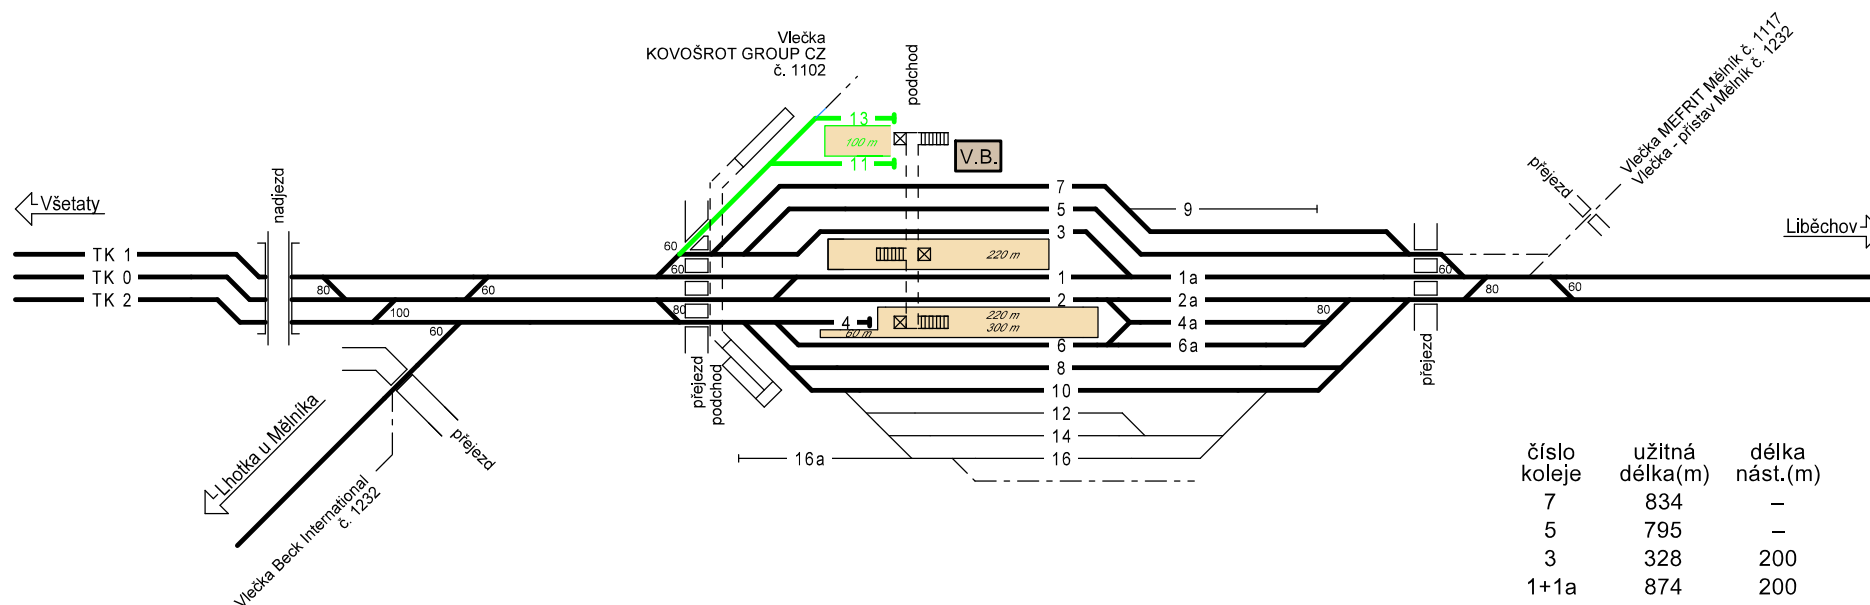 Vlečka
KOVOŠROT GROUP CZ
č. 1102
podchod
Vlečka MEFRIT Mělník č. 1117
Vlečka - přístav Mělník č. 1232
přejezd
13
100 m
11
V.B.
Všetaty
nadjezd
Liběchov
7
5
9
3
60
60
220 m
60
TK 1
TK 0
TK 2
1
1a
2
2a
80
60
80
100
60
80
60
80
4
60 m
220 m
300 m
4a
6
6a
8
10
12
14
16a
16
přejezd
podchod
přejezd
přejezd
Lhotka u Mělníka
Vlečka Beck International
č. 1232
číslo užitná délka
koleje délka(m) nást.(m)
7 834 –
5 795 –
3 328 200
1+1a 874 200